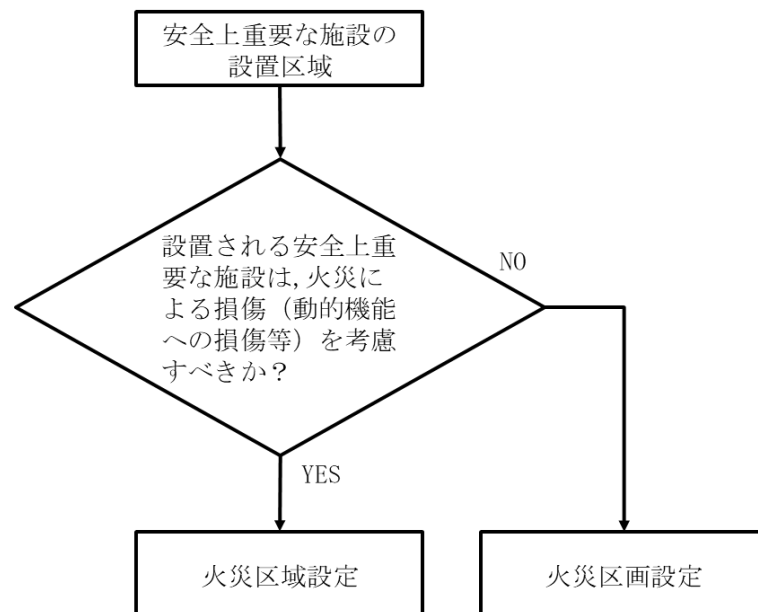 安全上重要な施設の
設置区域
設置される安全上重
要な施設は,火災に
よる損傷（動的機能
への損傷等）を考慮
すべきか？
NO
YES
火災区域設定
火災区画設定